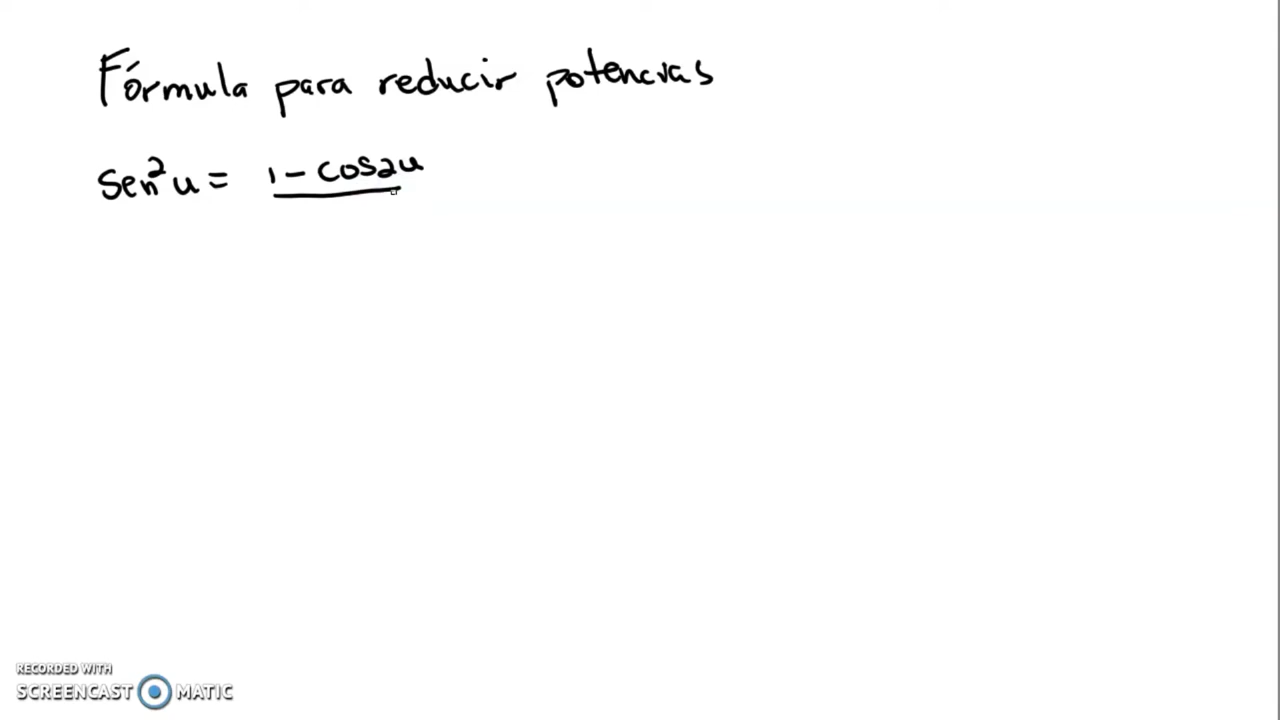 Fórmula para reducir potencias
Sen²u = 1 - cos2u
RECORDED WITH
SCREENCAST MATIC